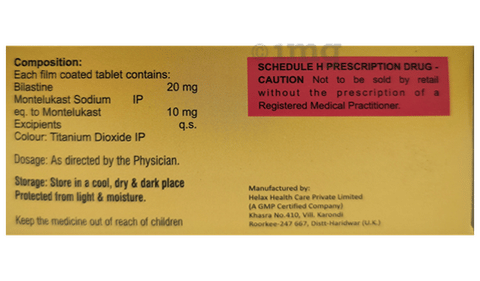 1mg
Composition:
Each film coated tablet contains:
Bilastine 20 mg
Montelukast Sodium IP
eq. to Montelukast 10 mg
Excipients q.s.
Colour: Titanium Dioxide IP
Dosage: As directed by the Physician.
Storage: Store in a cool, dry & dark place
Protected from light & moisture.
Keep the medicine out of reach of children
SCHEDULE H PRESCRIPTION DRUG -
CAUTION Not to be sold by retail
without the prescription of a
Registered Medical Practitioner.
Manufactured by:
Helax Health Care Private Limited
(A GMP Certified Company)
Khasra No.410, Vill. Karondi
Roorkee-247 667, Distt-Haridwar (U.K.)